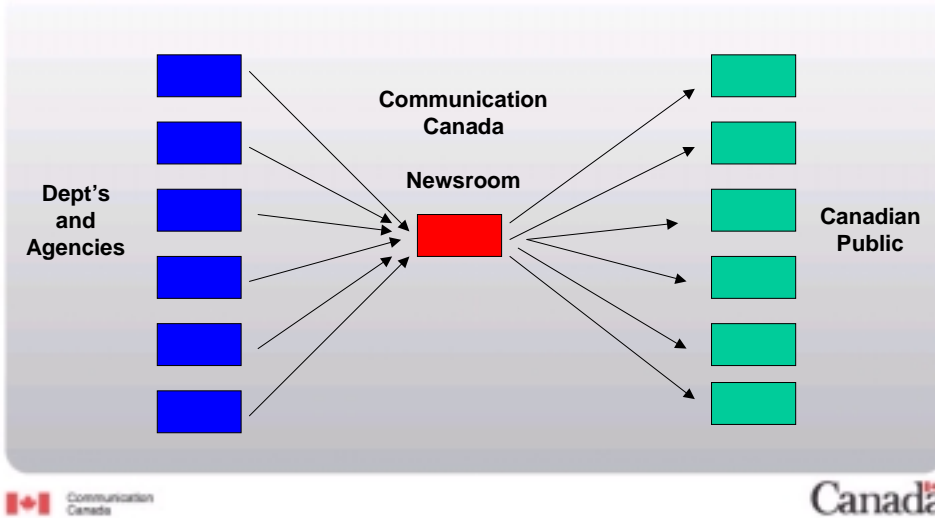 Communication
Canada
Newsroom
Dept's
and
Agencies
Canadian
Public
Communication
Canada
Canada